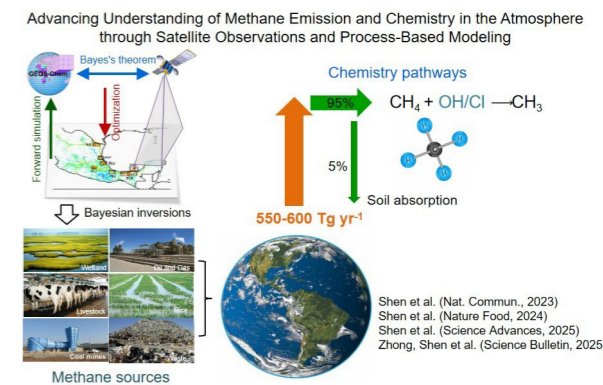 Advancing Understanding of Methane Emission and Chemistry in the Atmosphere
through Satellite Observations and Process-Based Modeling
Bayes's theorem
GEOS-Chem
Forward simulation
Optimization
Bayesian inversions
Wetland
Oil and Gas
Livestock
Rice
Coal mines
Waste
Methane sources
550-600 Tg yr⁻¹
Chemistry pathways
95%
CH₄ + OH/Cl →CH₃
5%
Soil absorption
H
H
C
H
H
Shen et al. (Nat. Commun., 2023)
Shen et al. (Nature Food, 2024)
Shen et al. (Science Advances, 2025)
Zhong, Shen et al. (Science Bulletin, 2025